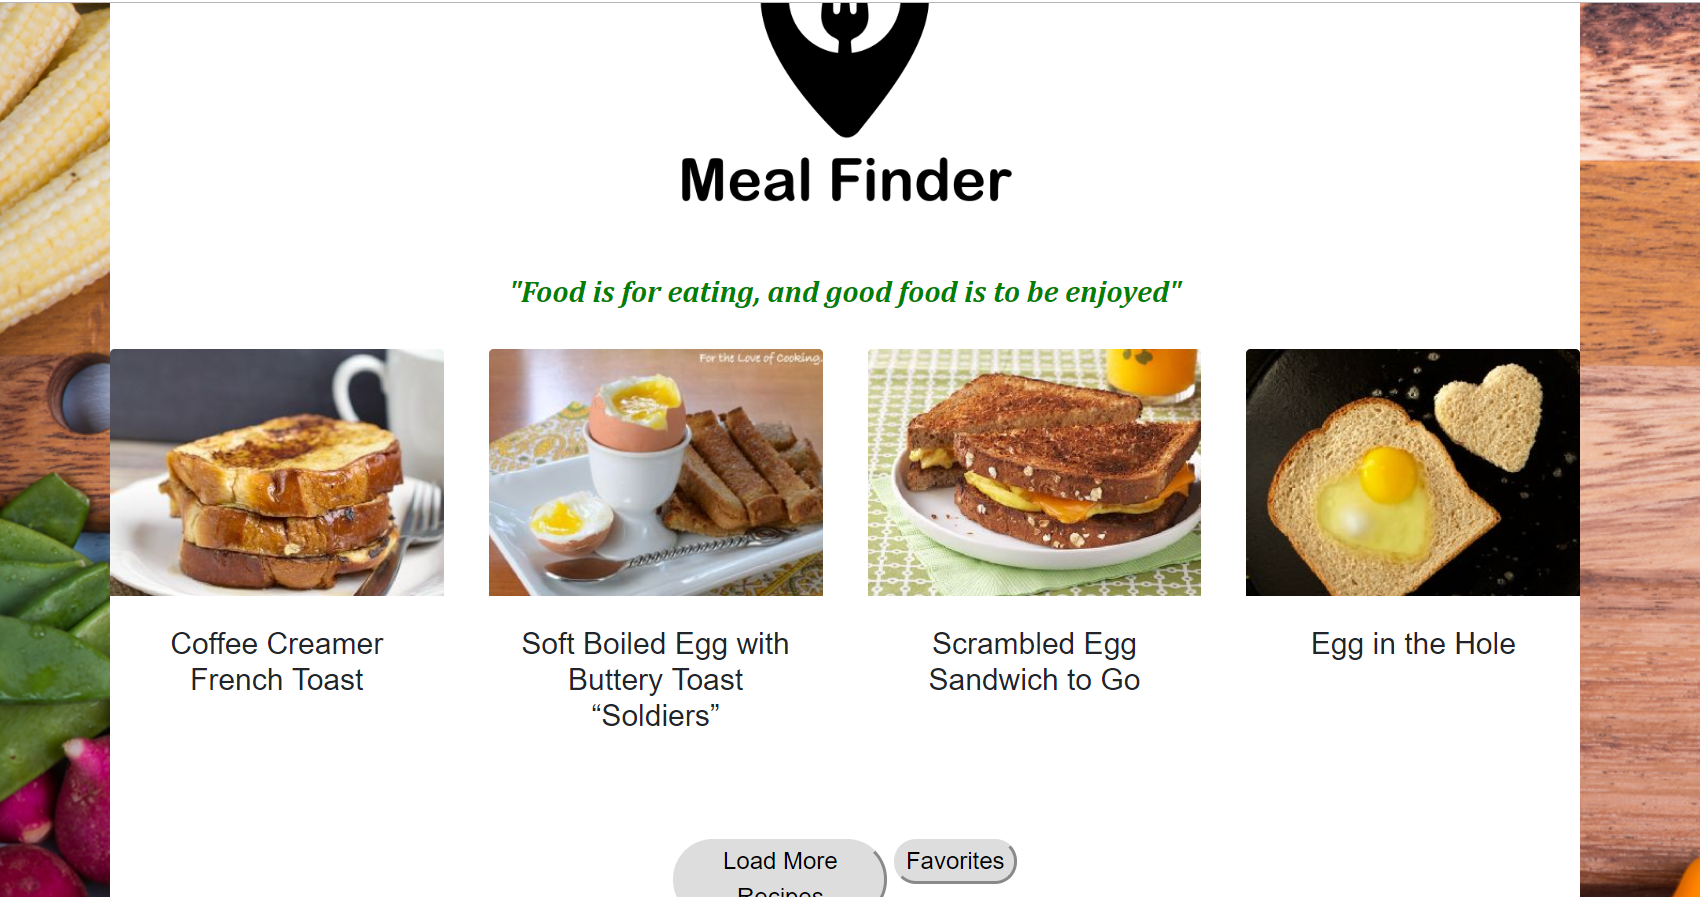 Meal Finder
"Food is for eating, and good food is to be enjoyed"
For the Love of Cooking.
Coffee Creamer
French Toast
Soft Boiled Egg with
Buttery Toast
“Soldiers”
Scrambled Egg
Sandwich to Go
Egg in the Hole
Load More
Recipes
Favorites